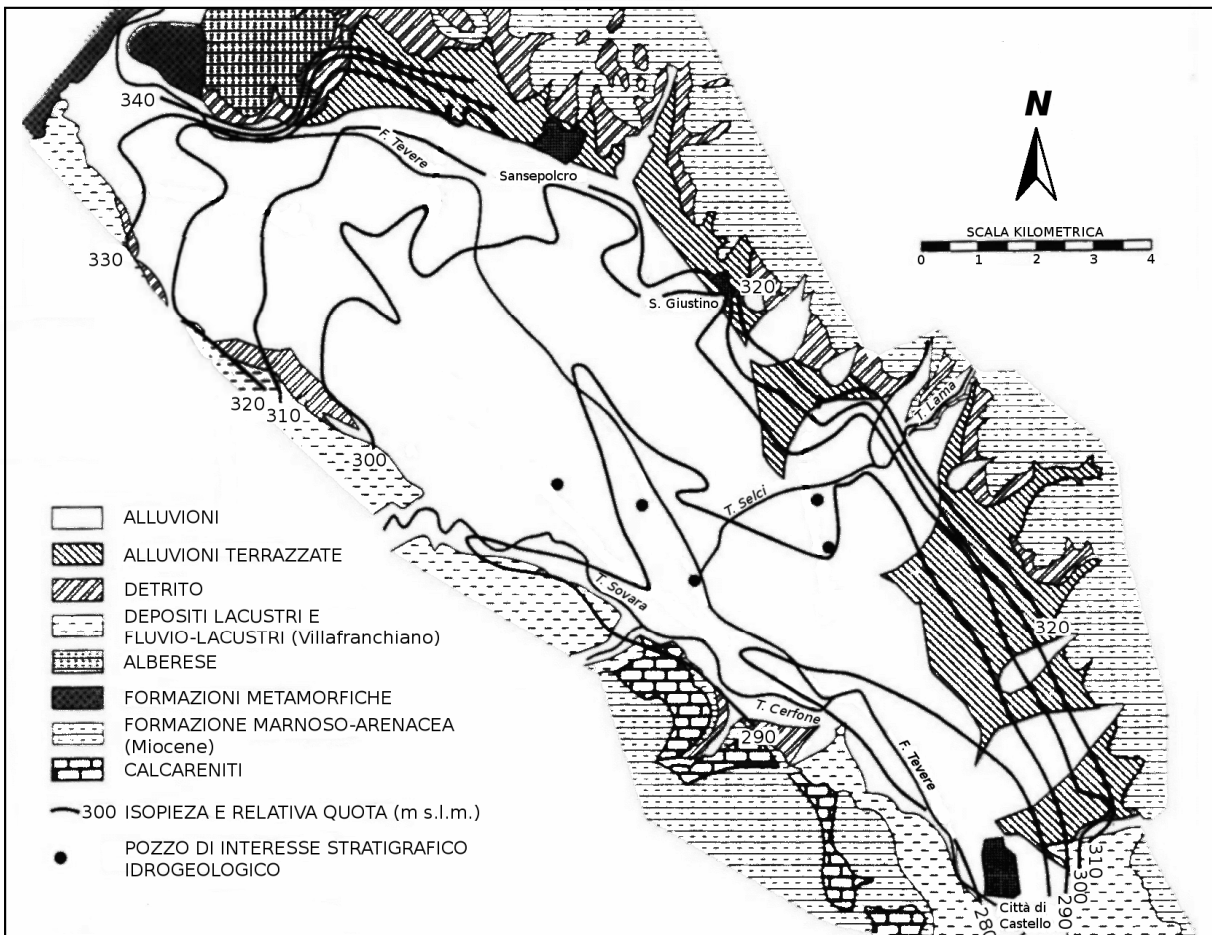 340
F. Tevere
Sansepolcro
N
SCALA KILOMETRICA
0 1 2 3 4
330
320
S. Giustino
320
310
300
T. Lama
T. Selci
T. Sovara
320
T. Cerfone
290
F. Tevere
310
300
290
280
Città di
Castello
ALLUVIONI
ALLUVIONI TERRAZZATE
DETRITO
DEPOSITI LACUSTRI E
FLUVIO-LACUSTRI (Villafranchiano)
ALBERESE
FORMAZIONI METAMORFICHE
FORMAZIONE MARNOSO-ARENACEA
(Miocene)
CALCARENITI
300 ISOPIEZA E RELATIVA QUOTA (m s.l.m.)
POZZO DI INTERESSE STRATIGRAFICO
IDROGEOLOGICO